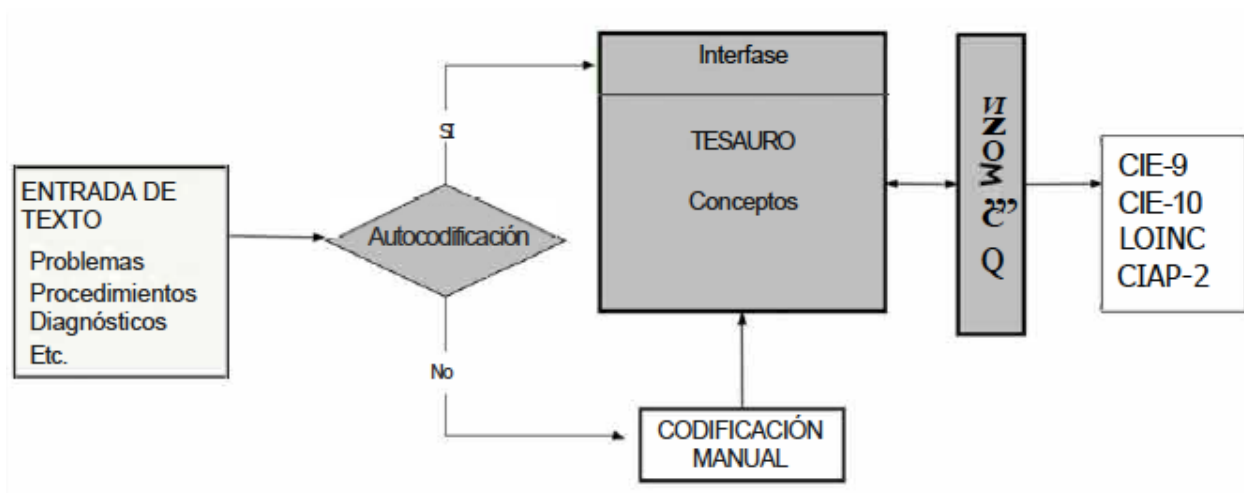 ENTRADA DE
TEXTO
Problemas
Procedimientos
Diagnósticos
Etc.
SI
Autocodificación
No
Interfase
TESAURO
Conceptos
CODIFICACIÓN
MANUAL
CIE-9
CIE-10
LOINC
CIAP-2